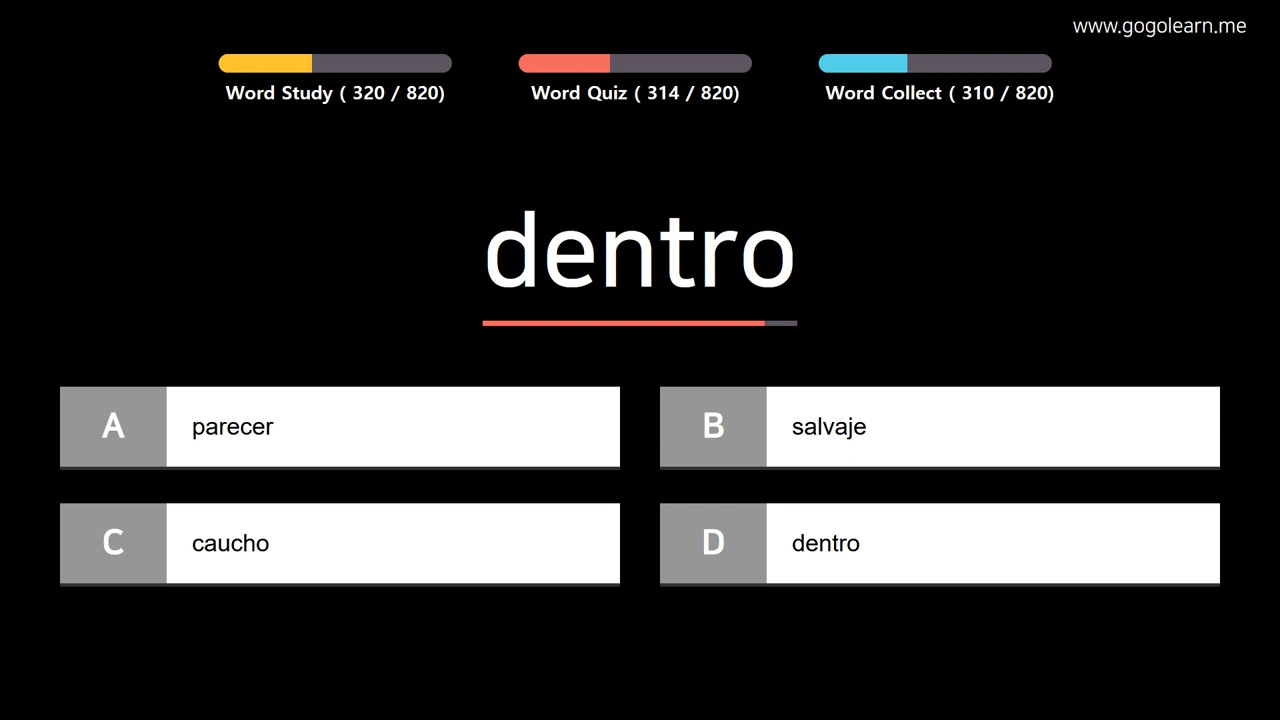 www.gogolearn.me
Word Study ( 320 / 820)
Word Quiz ( 314 / 820)
Word Collect ( 310 / 820)
dentro
A parecer
B salvaje
C caucho
D dentro